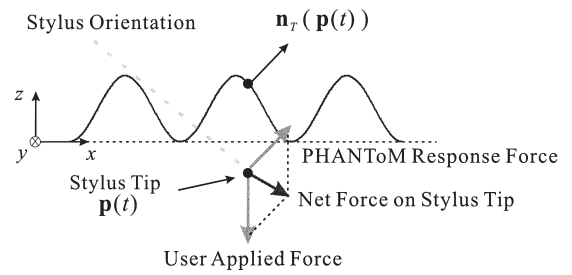 Stylus Orientation
n_T ( p(t) )
z
y
x
PHANToM Response Force
Stylus Tip
p(t)
Net Force on Stylus Tip
User Applied Force